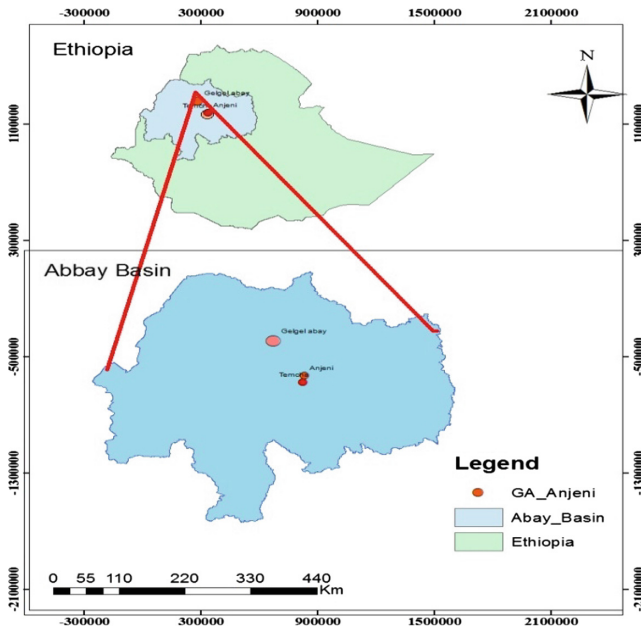 -300000 300000 900000 1500000 2100000
Ethiopia
N
Gelgel abay
Anjeni
1100000 1100000
300000 300000
Abbay Basin
Gelgel abay
-500000 -500000
Anjeni
Temcha
Legend
-1300000 -1300000
GA_Anjeni
Abay_Basin
Ethiopia
0 55 110 220 330 440
Km
-2100000 -2100000
-300000 300000 900000 1500000 2100000